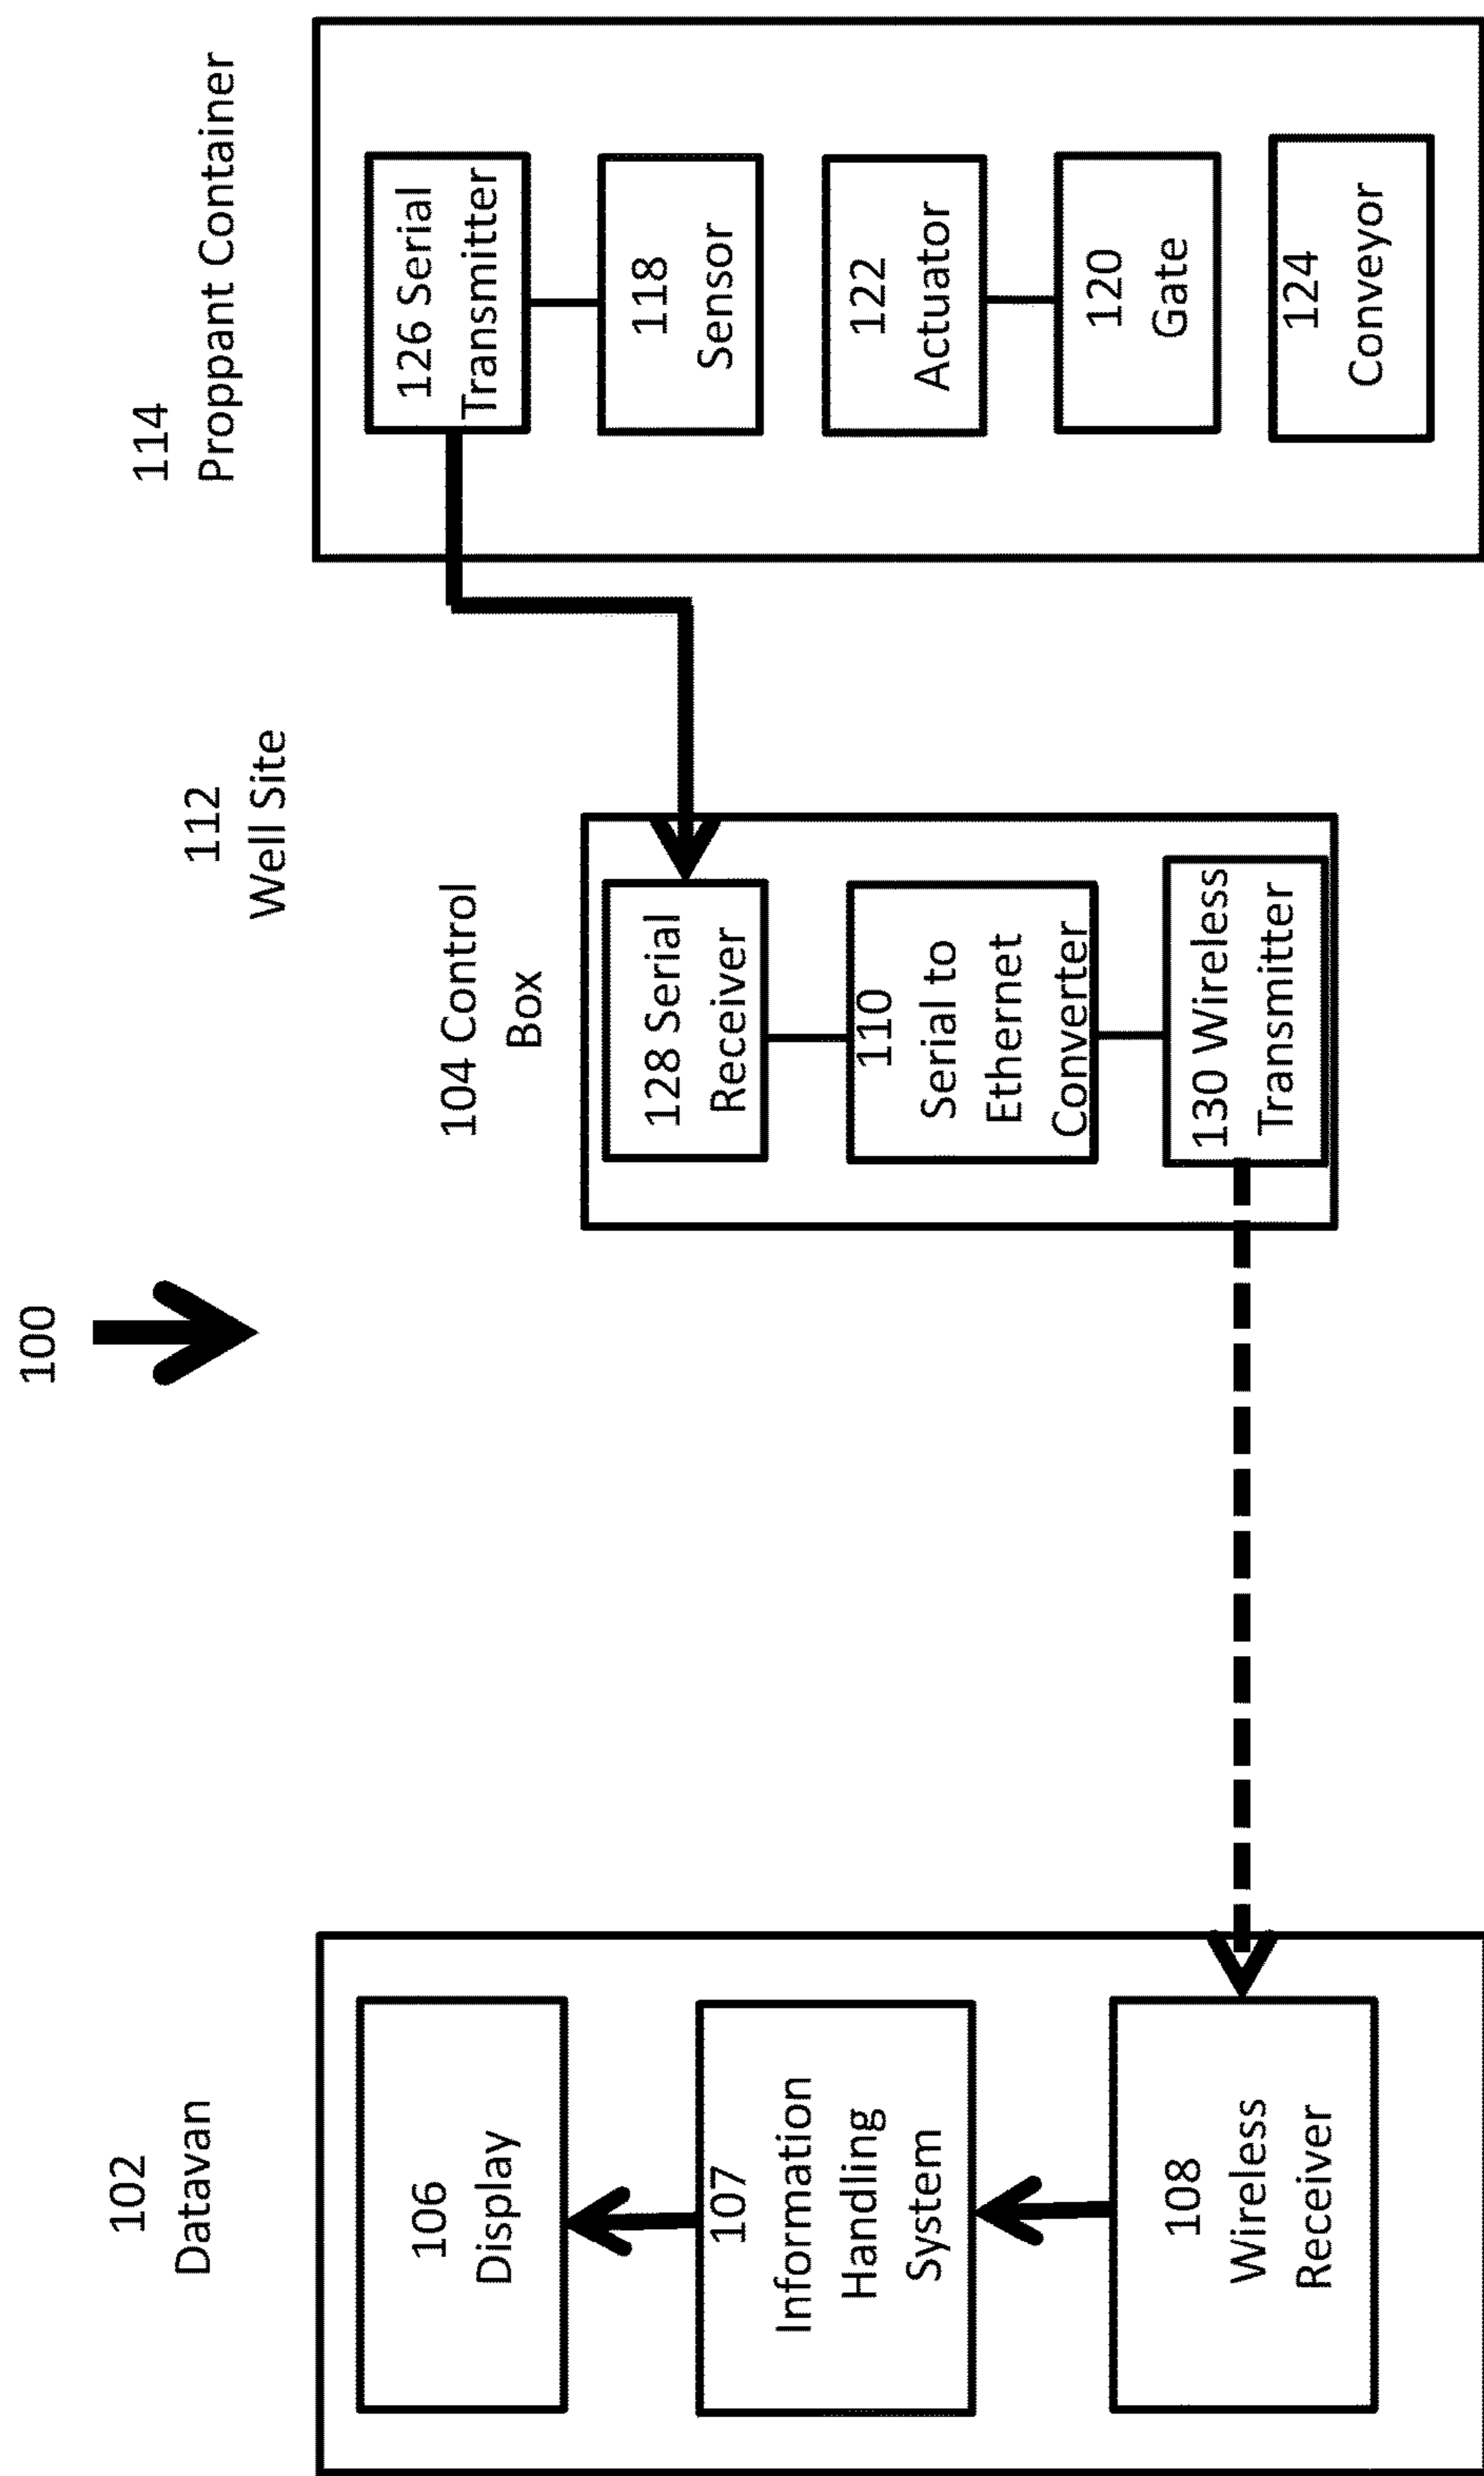 100
102
Datavan
106
Display
107
Information
Handling
System
108
Wireless
Receiver
104 Control
Box
128 Serial
Receiver
110
Serial to
Ethernet
Converter
130 Wireless
Transmitter
112
Well Site
114
Proppant Container
126 Serial
Transmitter
118
Sensor
122
Actuator
120
Gate
124
Conveyor